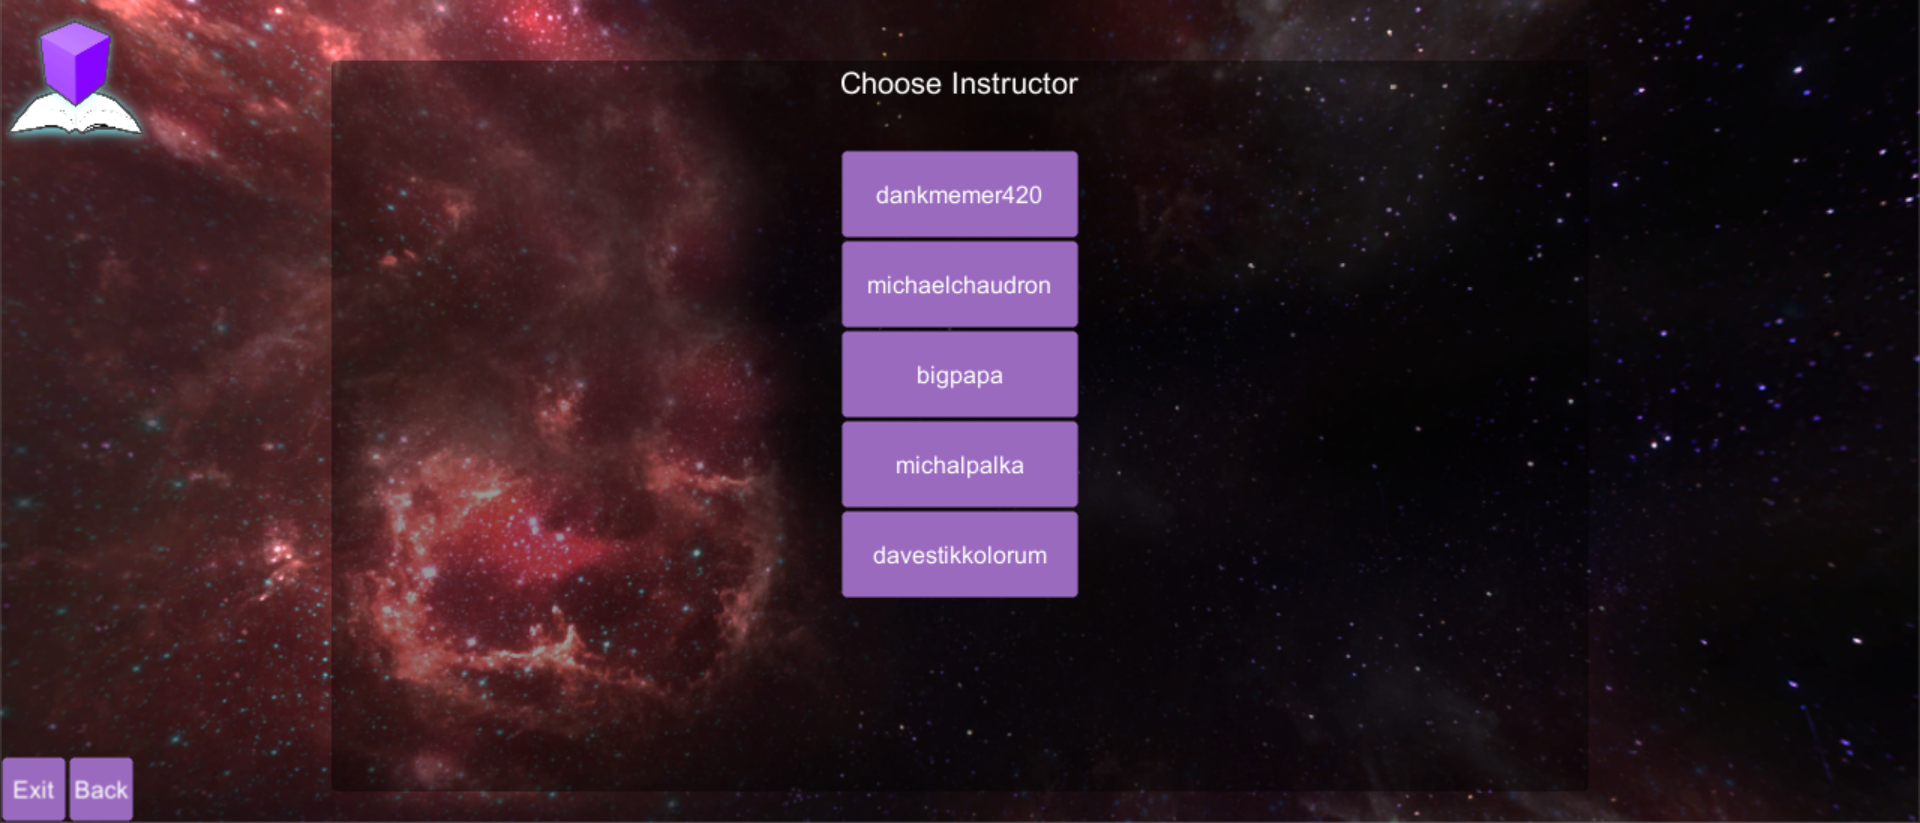 Choose Instructor
dankmemer420
michaelchaudron
bigpapa
michalpalka
davestikkolorum
Exit
Back